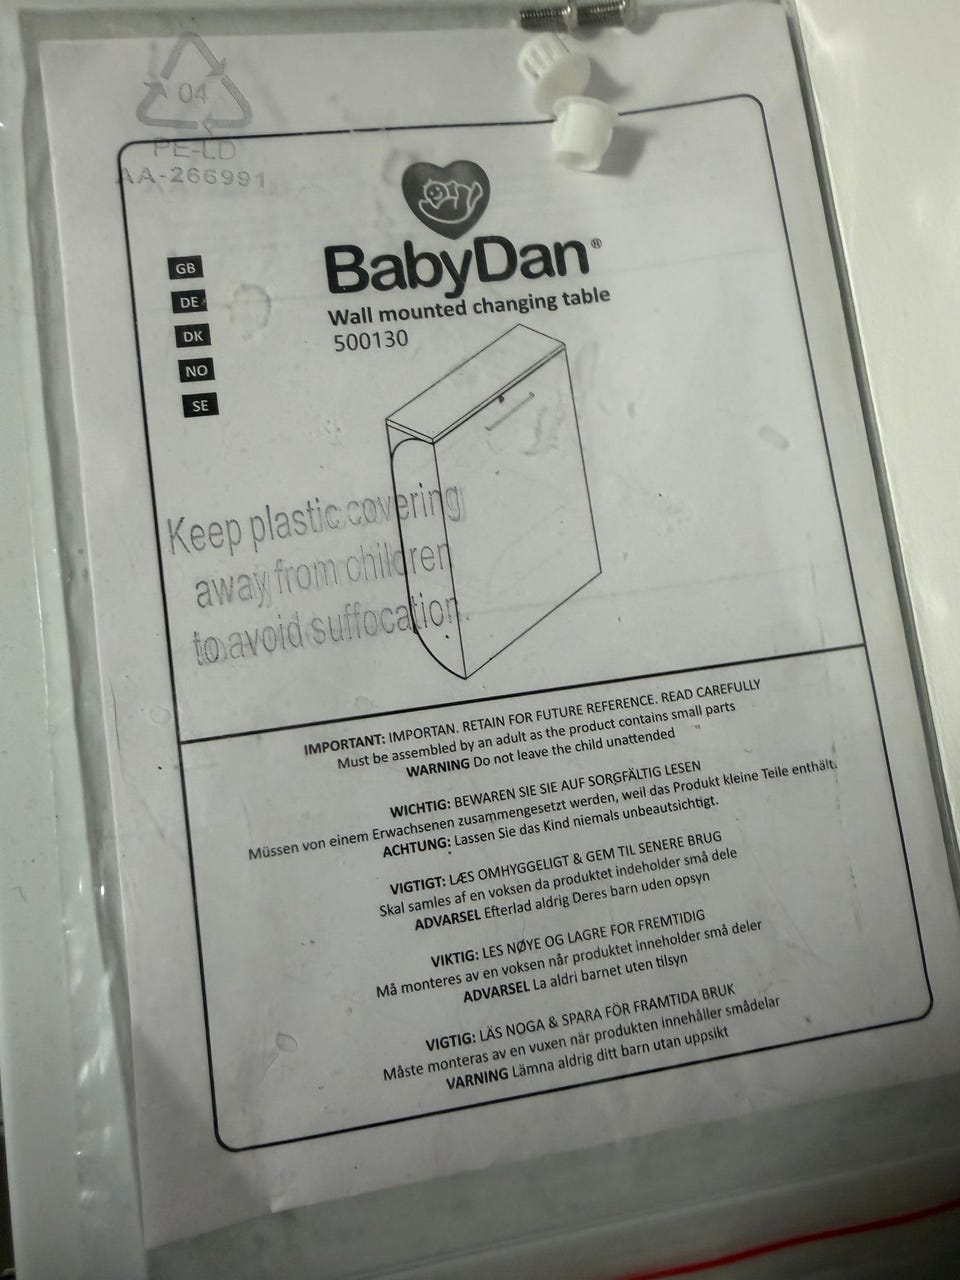 04
PE-LD
AA-266991
BabyDan®
Wall mounted changing table
500130
GB
DE
DK
NO
SE
Keep plastic covering
away from children
to avoid suffocation.
IMPORTANT: IMPORTAN. RETAIN FOR FUTURE REFERENCE. READ CAREFULLY
Must be assembled by an adult as the product contains small parts
WARNING Do not leave the child unattended
WICHTIG: BEWAREN SIE SIE AUF SORGFÄLTIG LESEN
Müssen von einem Erwachsenen zusammengesetzt werden, weil das Produkt kleine Teile enthält.
ACHTUNG: Lassen Sie das Kind niemals unbeautsichtigt.
VIGTIGT: LÆS OMHYGGELIGT & GEM TIL SENERE BRUG
Skal samles af en voksen da produktet indeholder små dele
ADVARSEL Efterlad aldrig Deres barn uden opsyn
VIKTIG: LES NØYE OG LAGRE FOR FREMTIDIG
Må monteres av en voksen når produktet inneholder små deler
ADVARSEL La aldri barnet uten tilsyn
VIGTIG: LÄS NOGA & SPARA FÖR FRAMTIDA BRUK
Måste monteras av en vuxen när produkten innehåller smådelar
VARNING Lämna aldrig ditt barn utan uppsikt